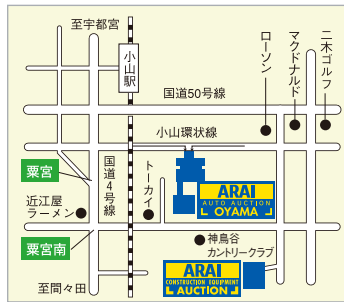 至宇都宮
小山駅
ローソン
マクドナルド
二木ゴルフ
国道50号線
小山環状線
粟宮
国道4号線
トーカイ
ARAI
AUTO AUCTION
OYAMA
近江屋
ラーメン
粟宮南
神鳥谷
カントリークラブ
至間々田
ARAI
CONSTRUCTION EQUIPMENT
AUCTION